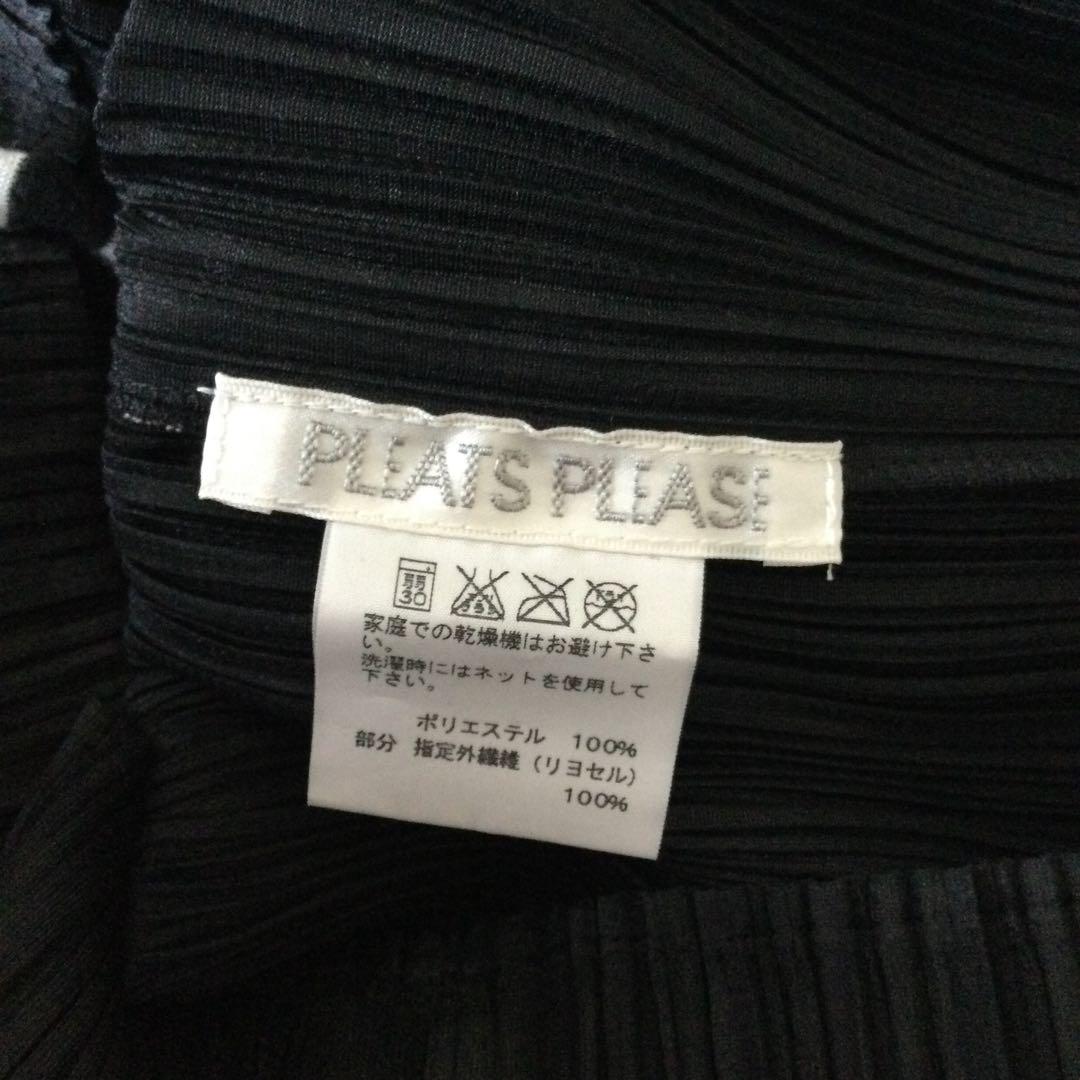 PLEATS PLEASE
弱
30
家庭での乾燥機はお避け下さ
い。
洗濯時にはネットを使用して
下さい。
ポリエステル 100%
部分 指定外繊維(リヨセル)
100%